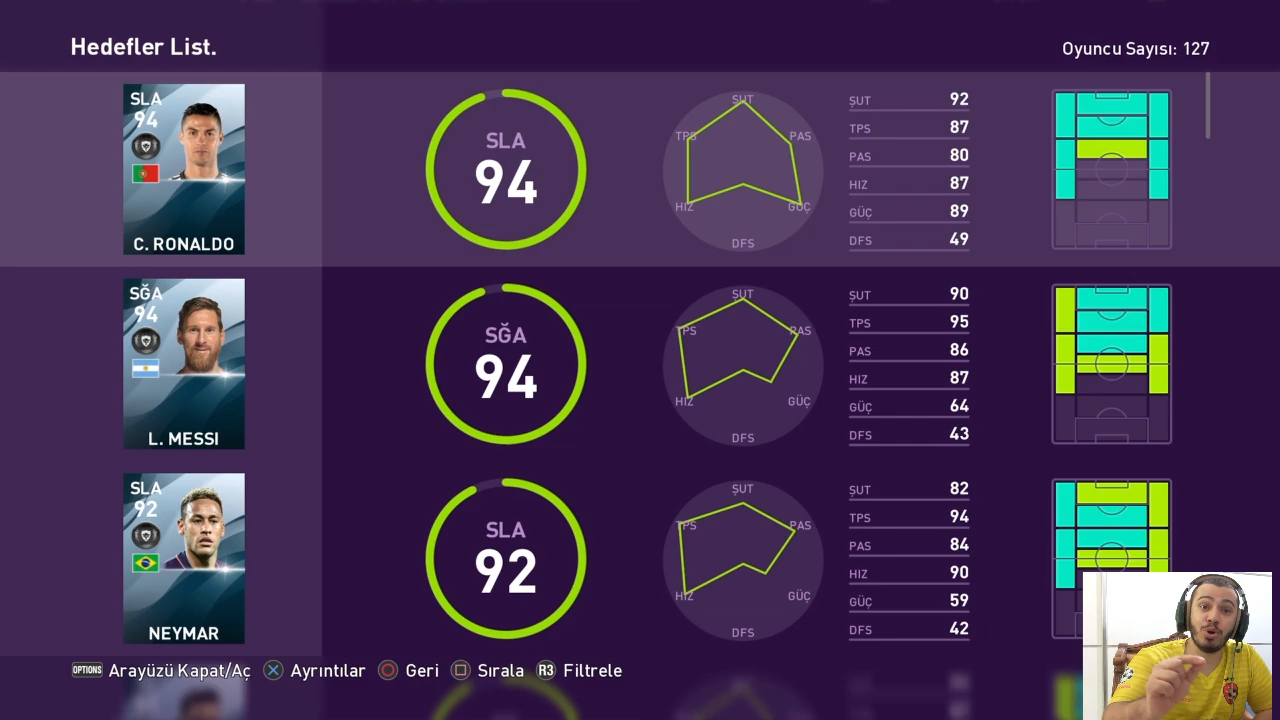 Hedefler List.
Oyuncu Sayısı: 127
SLA
94
C. RONALDO
SLA
94
ŞUT
TPS
PAS
HIZ
GÜÇ
DFS
ŞUT 92
TPS 87
PAS 80
HIZ 87
GÜÇ 89
DFS 49
SĞA
94
L. MESSI
SĞA
94
ŞUT
TPS
PAS
HIZ
GÜÇ
DFS
ŞUT 90
TPS 95
PAS 86
HIZ 87
GÜÇ 64
DFS 43
SLA
92
NEYMAR
SLA
92
ŞUT
TPS
PAS
HIZ
GÜÇ
DFS
ŞUT 82
TPS 94
PAS 84
HIZ 90
GÜÇ 59
DFS 42
OPTIONS Arayüzü Kapat/Aç Ayrıntılar Geri Sırala R3 Filtrele